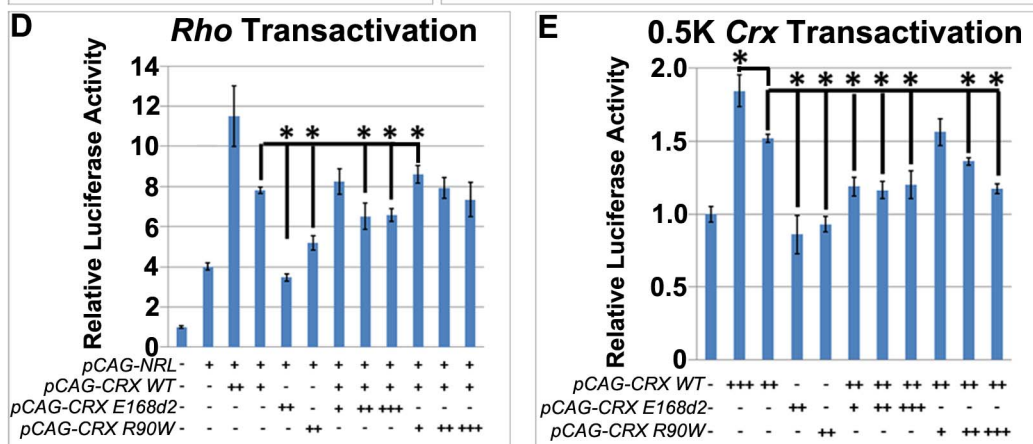 D
Rho Transactivation
Relative Luciferase Activity
14
12
10
8
6
4
2
0
* * * * *
pCAG-NRL - + + + + + + + + + + +
pCAG-CRX WT - - ++ + - - + + + + + +
pCAG-CRX E168d2 - - - - ++ - + ++ +++ - - -
pCAG-CRX R90W - - - - - ++ - - - + ++ +++
E
0.5K Crx Transactivation
Relative Luciferase Activity
2.0
1.5
1.0
0.5
0
*
* * * * * * *
pCAG-CRX WT - +++ ++ - - ++ ++ ++ ++ ++ ++
pCAG-CRX E168d2 - - - ++ - + ++ +++ - - -
pCAG-CRX R90W - - - - ++ - - - + ++ +++